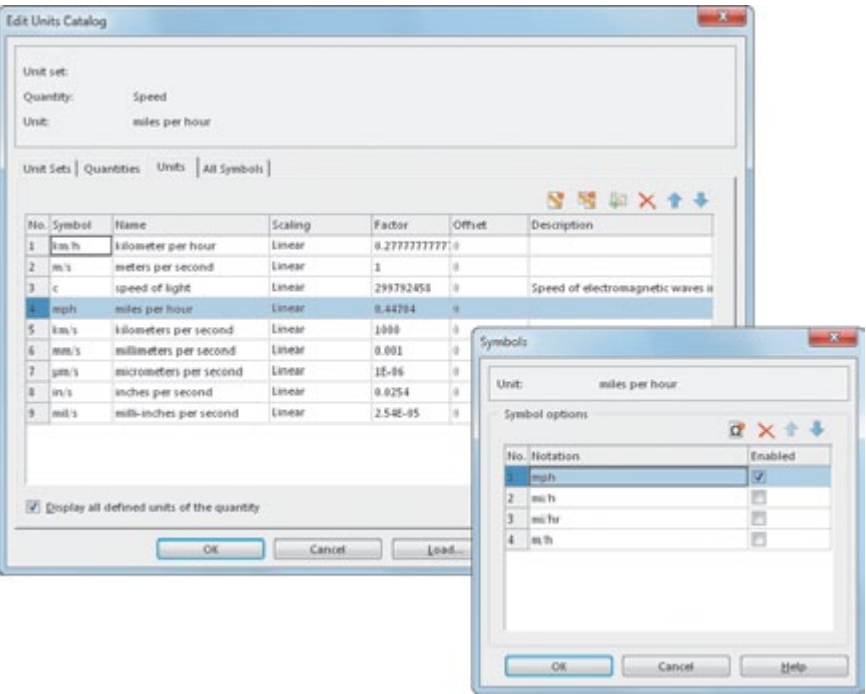 Edit Units Catalog
Unit set:
Quantity: Speed
Unit: miles per hour
Unit Sets Quantities Units All Symbols
No. Symbol Name Scaling Factor Offset Description
1 km/h kilometer per hour Linear 0.2777777777 0
2 m/s meters per second Linear 1 0
3 c speed of light Linear 299792458 0 Speed of electromagnetic waves i
4 mph miles per hour Linear 0.44704 0
5 km/s kilometers per second Linear 1000 0
6 mm/s millimeters per second Linear 0.001 0
7 µm/s micrometers per second Linear 1E-06 0
8 in/s inches per second Linear 0.0254 0
9 mil/s milli-inches per second Linear 2.54E-05 0
Display all defined units of the quantity
OK Cancel Load...
Symbols
Unit: miles per hour
Symbol options
No. Notation Enabled
1 mph
2 mi/h
3 mi/hr
4 m/h
OK Cancel Help